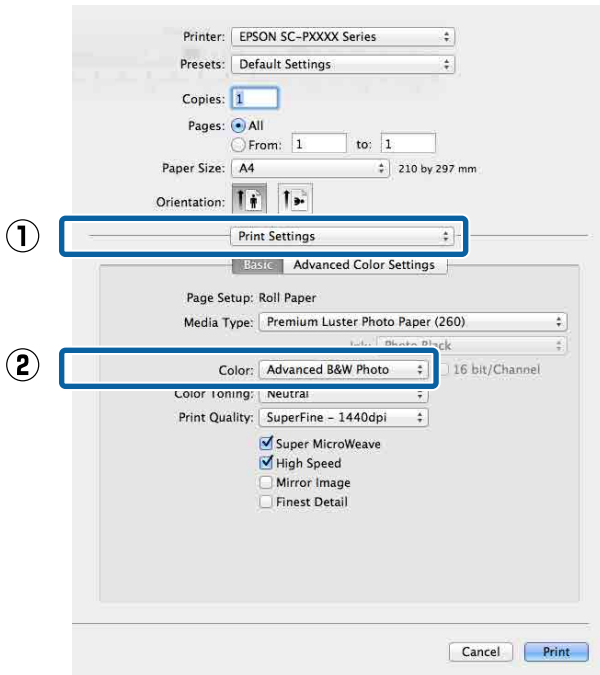 Printer: EPSON SC-PXXXX Series
Presets: Default Settings
Copies: 1
Pages: All
From: 1 to: 1
Paper Size: A4 210 by 297 mm
Orientation:
① Print Settings
Basic Advanced Color Settings
Page Setup: Roll Paper
Media Type: Premium Luster Photo Paper (260)
Ink: Photo Black
② Color: Advanced B&W Photo 16 bit/Channel
Color Toning: Neutral
Print Quality: SuperFine - 1440dpi
Super MicroWeave
High Speed
Mirror Image
Finest Detail
Cancel Print